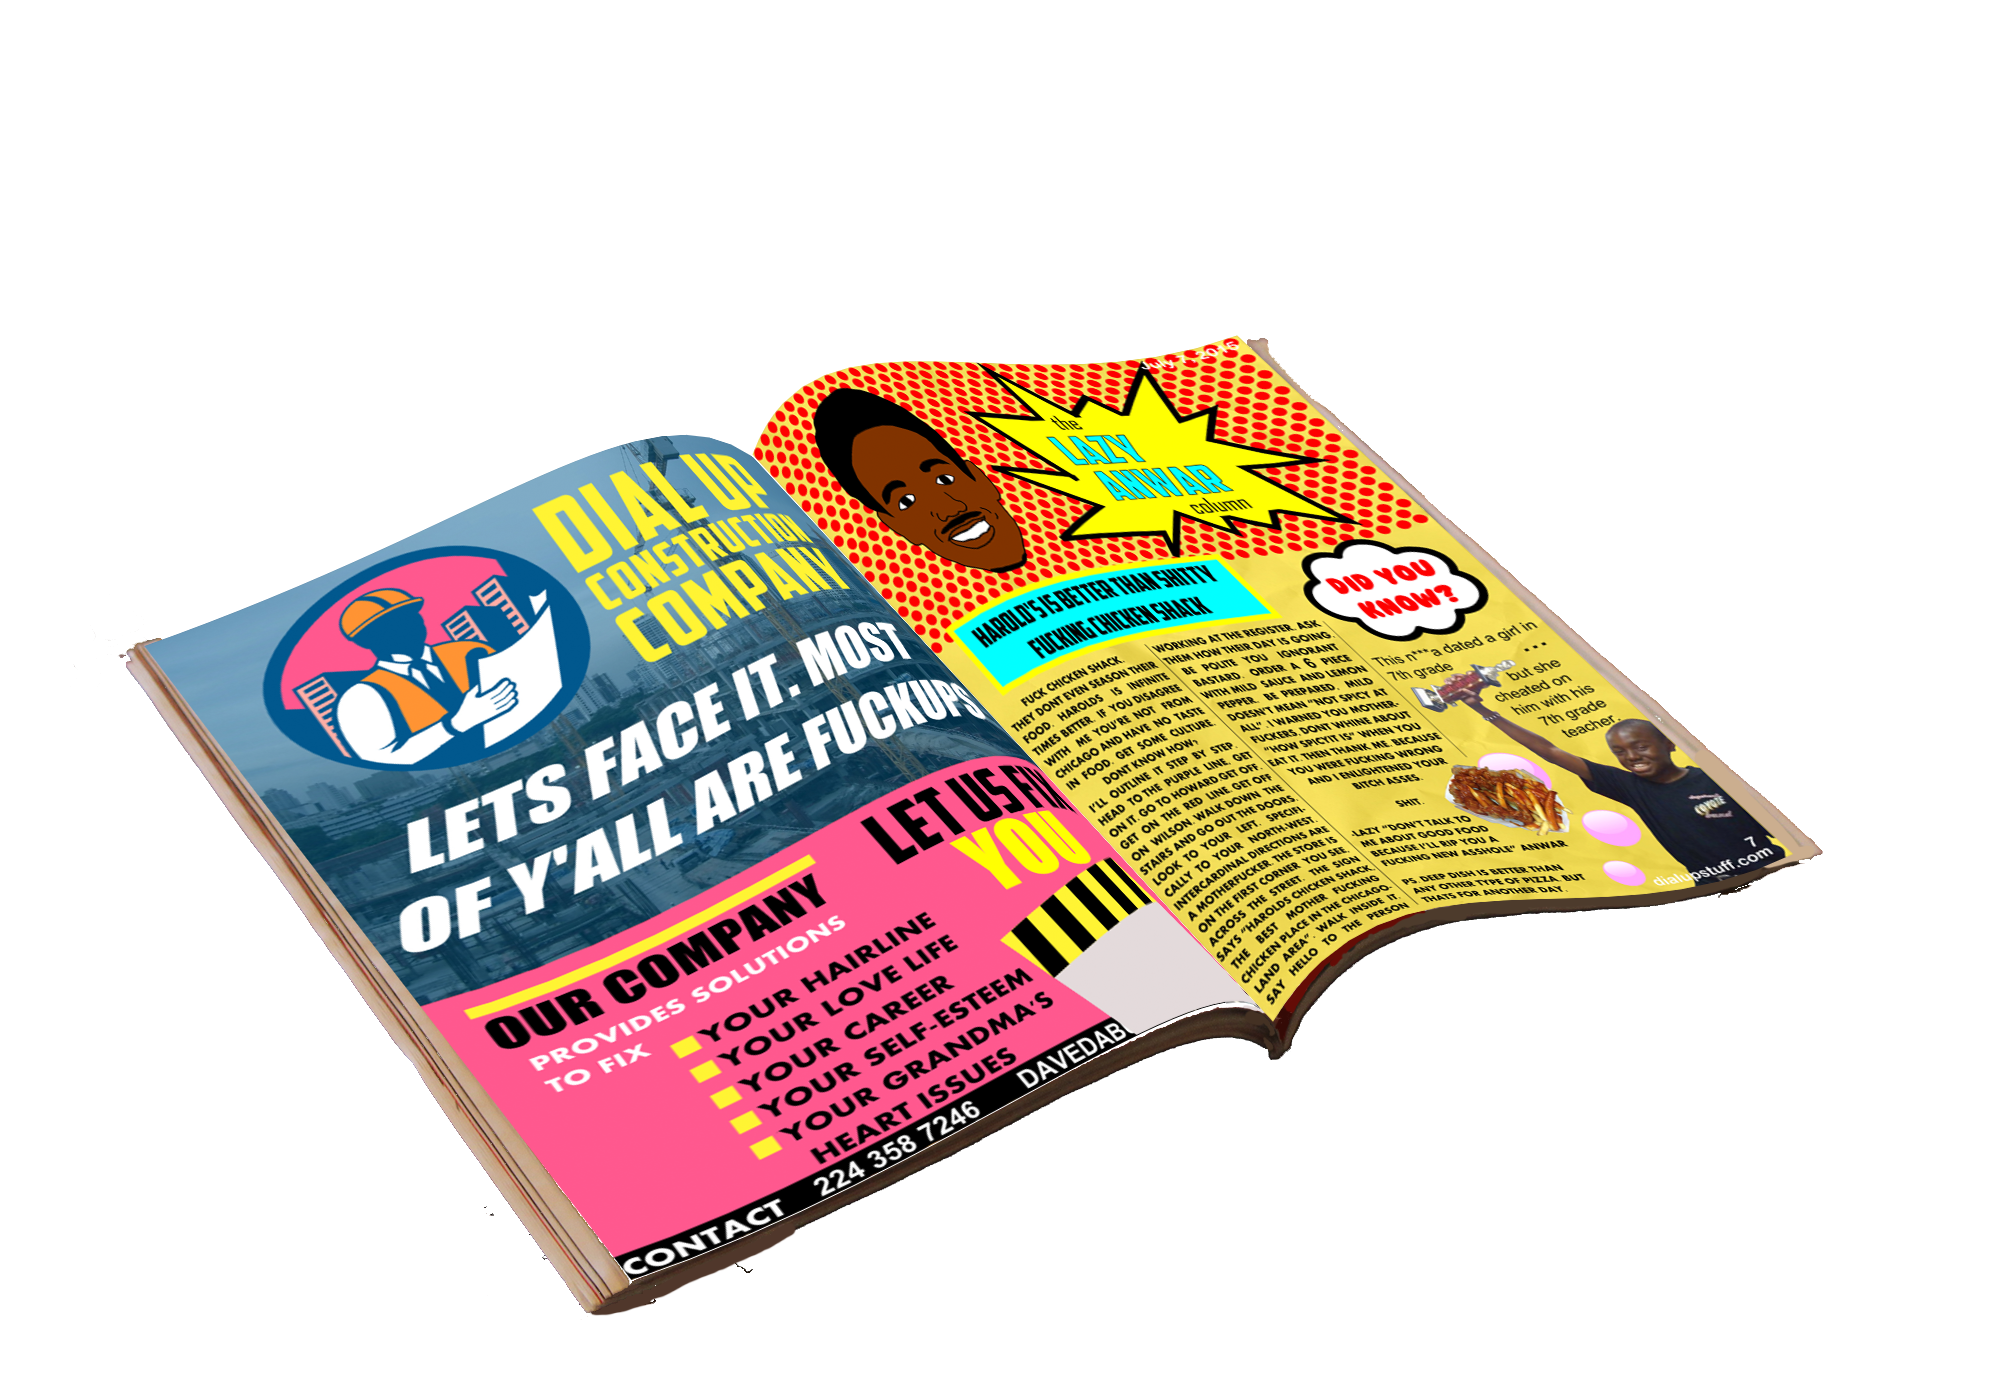 DIAL UP
CONSTRUCTION
COMPANY
LETS FACE IT. MOST
OF Y'ALL ARE FUCKUPS
LET US FIX
YOU
OUR COMPANY
PROVIDES SOLUTIONS
TO FIX
YOUR HAIRLINE
YOUR LOVE LIFE
YOUR CAREER
YOUR SELF-ESTEEM
YOUR GRANDMA'S
HEART ISSUES
CONTACT 224 358 7246 DAVEDAB
July 7, 2016
the
LAZY
ANWAR
column
HAROLD'S IS BETTER THAN SHITTY
FUCKING CHICKEN SHACK
FUCK CHICKEN SHACK.
THEY DONT EVEN SEASON THEIR
FOOD. HAROLDS IS INFINITE
TIMES BETTER. IF YOU DISAGREE
WITH ME YOU'RE NOT FROM
CHICAGO AND HAVE NO TASTE
IN FOOD. GET SOME CULTURE.
DONT KNOW HOW,
I'LL OUTLINE IT STEP BY STEP.
HEAD TO THE PURPLE LINE. GET
ON IT. GO TO HOWARD. GET OFF.
GET ON THE RED LINE. GET OFF
ON WILSON. WALK DOWN THE
STAIRS AND GO OUT THE DOORS.
LOOK TO YOUR LEFT. SPECIFI-
CALLY TO YOUR NORTH-WEST.
INTERCARDINAL DIRECTIONS ARE
A MOTHERFUCKER. THE STORE IS
ON THE FIRST CORNER YOU SEE,
ACROSS THE STREET. THE SIGN
SAYS "HAROLDS CHICKEN SHACK.
THE BEST MOTHER FUCKING
CHICKEN PLACE IN THE CHICAGO-
LAND AREA". WALK INSIDE IT.
SAY HELLO TO THE PERSON
WORKING AT THE REGISTER. ASK
THEM HOW THEIR DAY IS GOING.
BE POLITE YOU IGNORANT
BASTARD. ORDER A 6 PIECE
WITH MILD SAUCE AND LEMON
PEPPER. BE PREPARED. MILD
DOESN'T MEAN "NOT SPICY AT
ALL". I WARNED YOU MOTHER-
FUCKERS. DONT WHINE ABOUT
"HOW SPICY IT IS" WHEN YOU
EAT IT. THEN THANK ME. BECAUSE
YOU WERE FUCKING WRONG
AND I ENLIGHTENED YOUR
BITCH ASSES.
SHIT.
-LAZY "DON'T TALK TO
ME ABOUT GOOD FOOD
BECAUSE I'LL RIP YOU A
FUCKING NEW ASSHOLE" ANWAR
PS. DEEP DISH IS BETTER THAN
ANY OTHER TYPE OF PIZZA. BUT
THATS FOR ANOTHER DAY.
DID YOU
KNOW?
This n***a dated a girl in
7th grade
...
but she
cheated on
him with his
7th grade
teacher.
COYOTE
7
dialupstuff.com